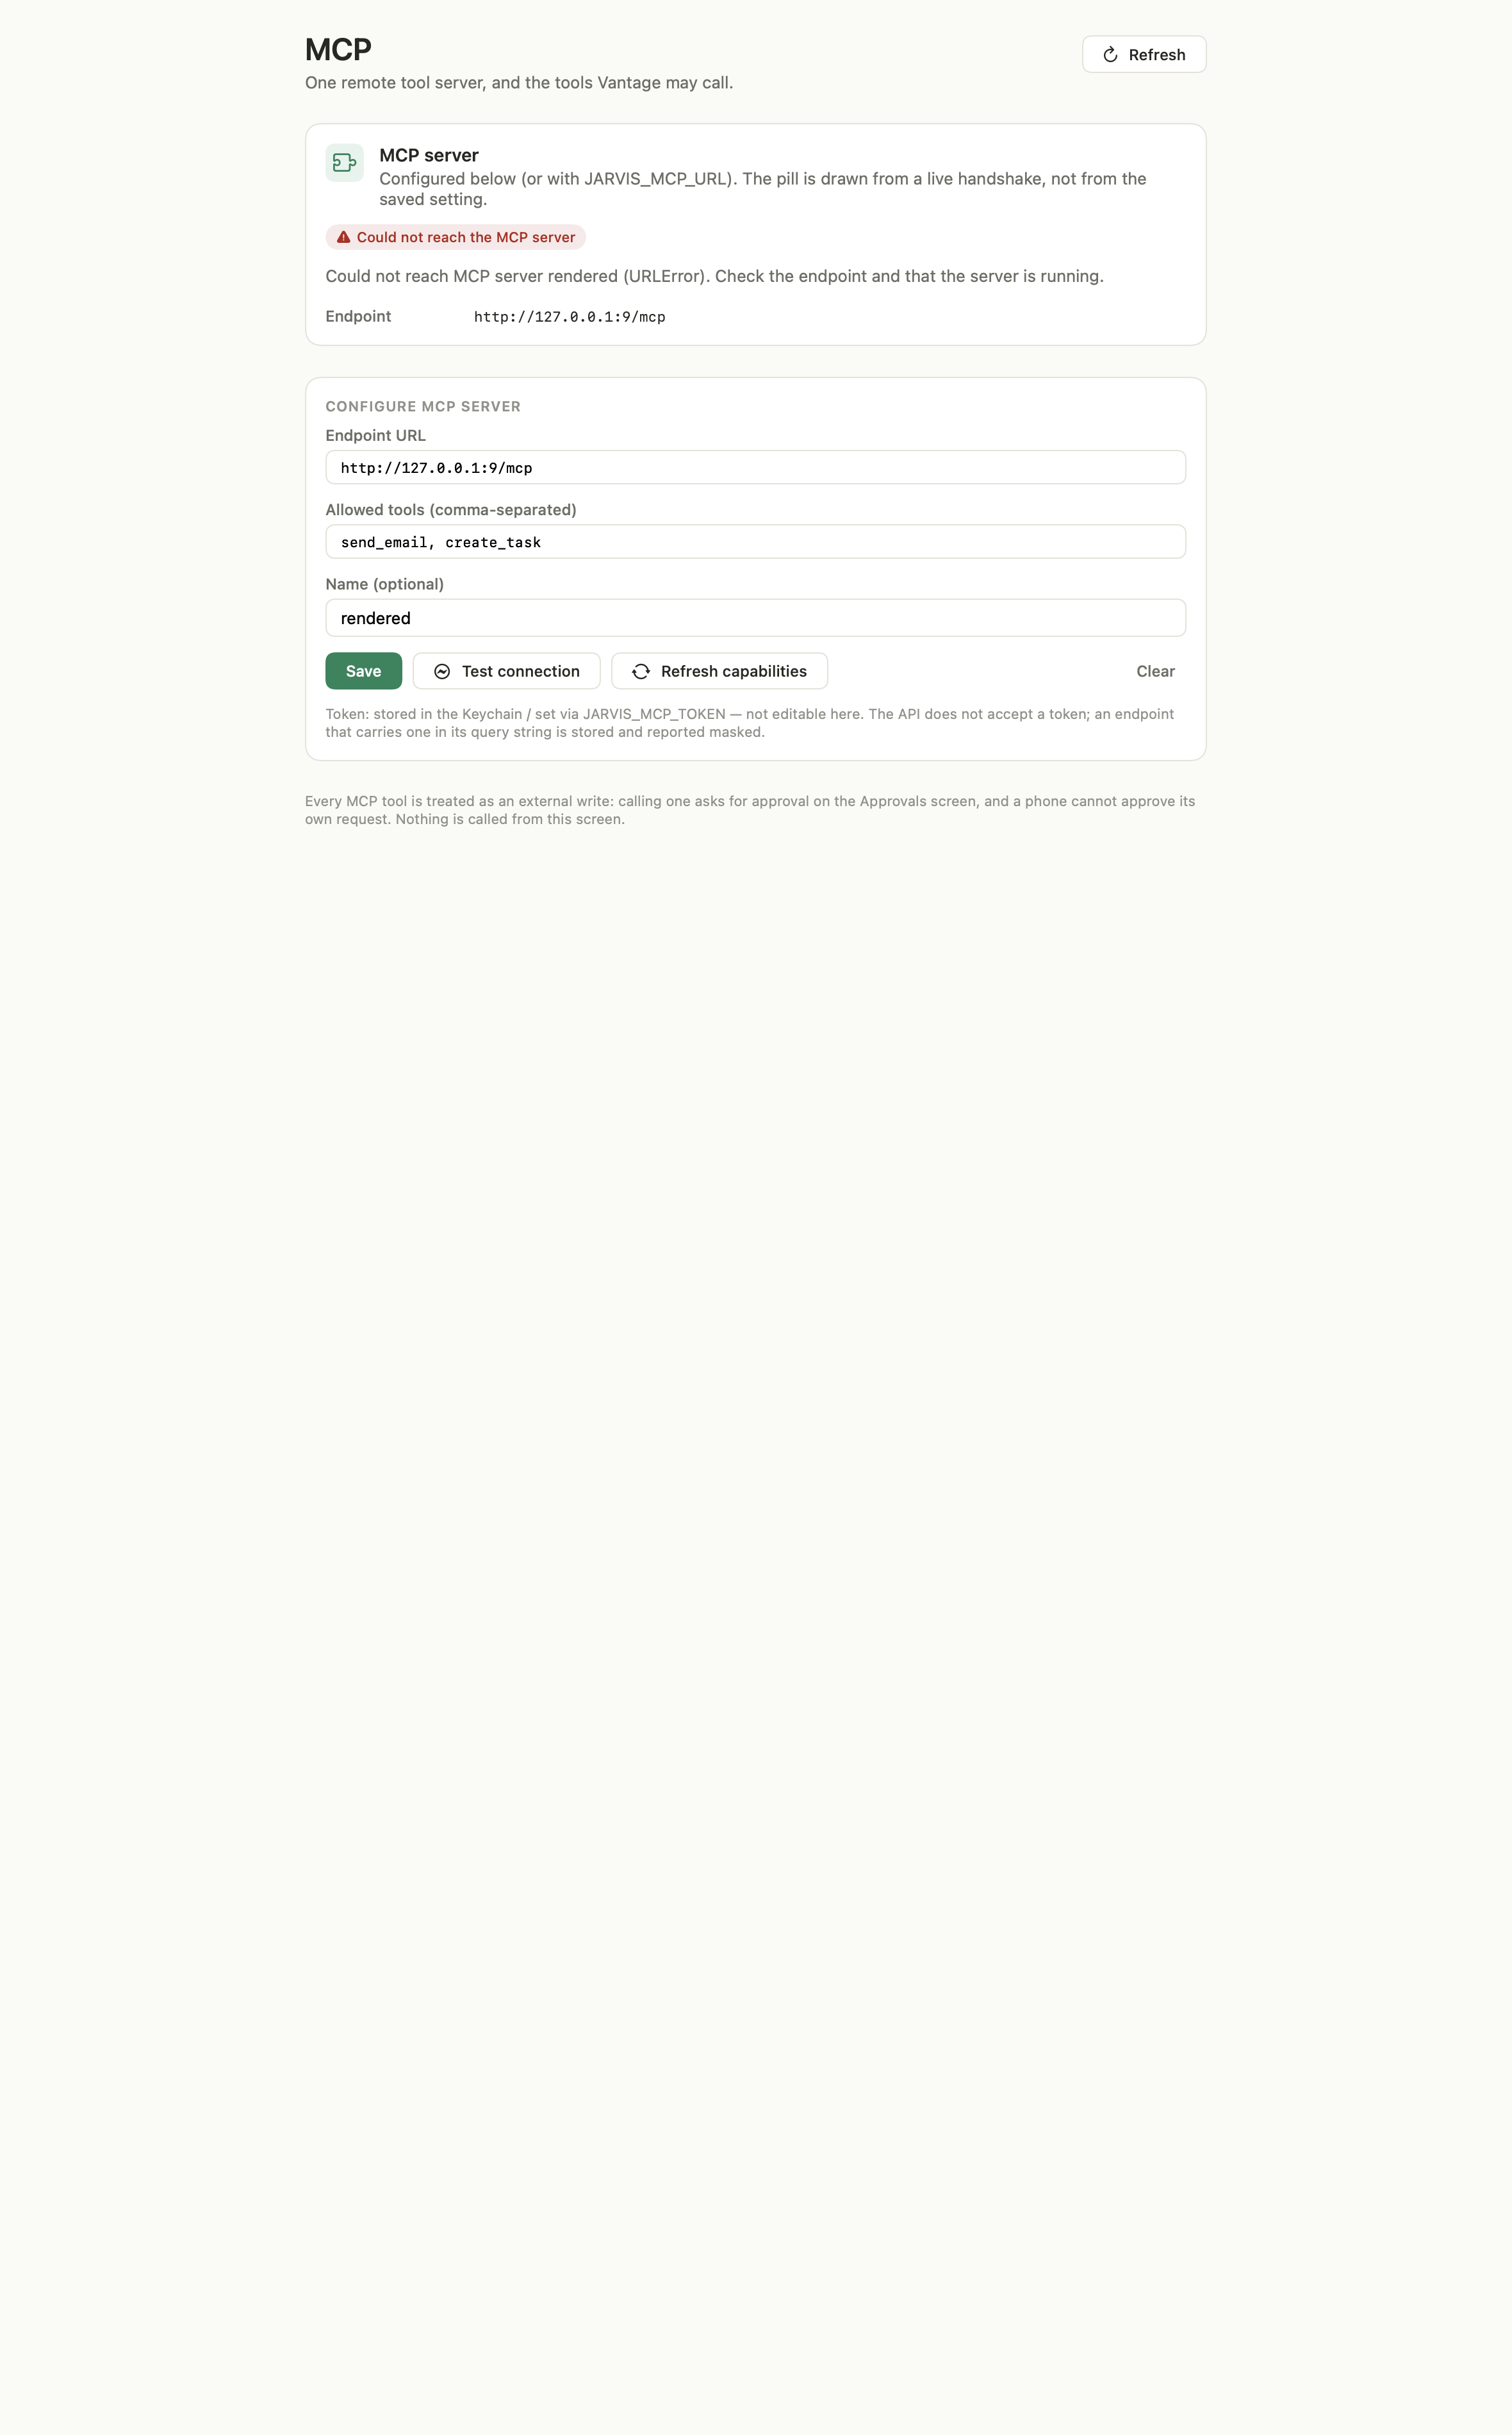 MCP
Refresh
One remote tool server, and the tools Vantage may call.
MCP server
Configured below (or with JARVIS_MCP_URL). The pill is drawn from a live handshake, not from the
saved setting.
Could not reach the MCP server
Could not reach MCP server rendered (URLError). Check the endpoint and that the server is running.
Endpoint http://127.0.0.1:9/mcp
CONFIGURE MCP SERVER
Endpoint URL
http://127.0.0.1:9/mcp
Allowed tools (comma-separated)
send_email, create_task
Name (optional)
rendered
Save Test connection Refresh capabilities Clear
Token: stored in the Keychain / set via JARVIS_MCP_TOKEN — not editable here. The API does not accept a token; an endpoint
that carries one in its query string is stored and reported masked.
Every MCP tool is treated as an external write: calling one asks for approval on the Approvals screen, and a phone cannot approve its
own request. Nothing is called from this screen.